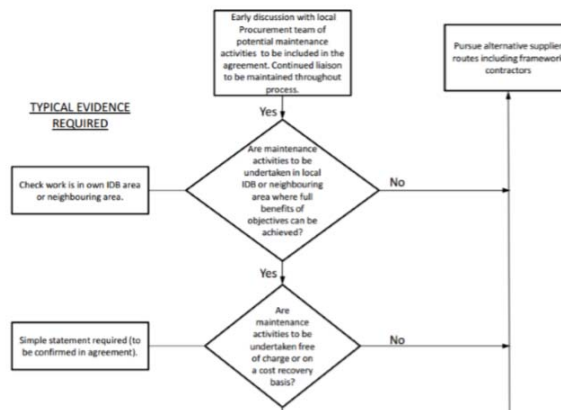 Early discussion with local
Procurement team of
potential maintenance
activities to be included in the
agreement. Continued liaison
to be maintained throughout
process.
Pursue alternative supplier
routes including framework
contractors
TYPICAL EVIDENCE
REQUIRED
Yes
Are
maintenance
activities to be
undertaken in local
IDB or neighbouring
area where full
benefits of
objectives can be
achieved?
No
Check work is in own IDB area
or neighbouring area.
Yes
Are
maintenance
activities to be
undertaken free
of charge or on
a cost recovery
basis?
No
Simple statement required (to
be confirmed in agreement).